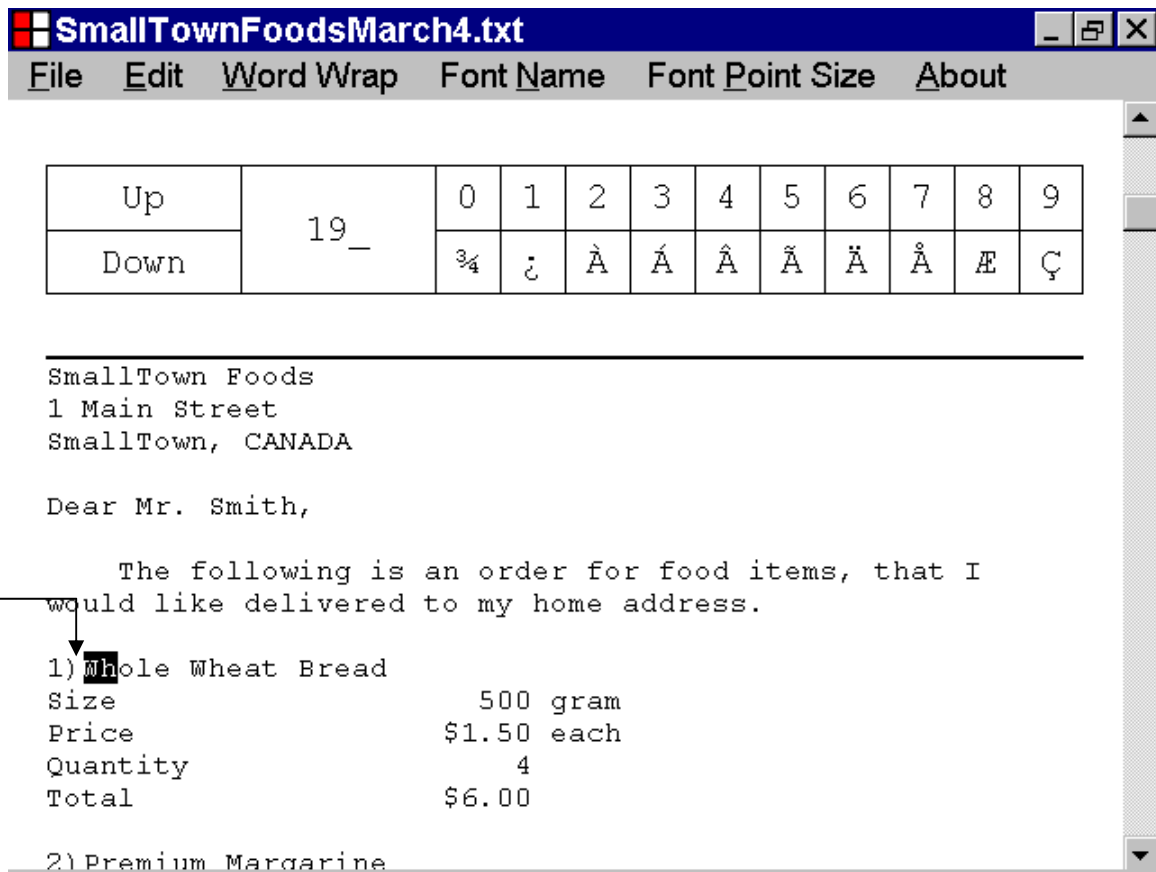 SmallTownFoodsMarch4.txt
File Edit Word Wrap Font Name Font Point Size About
Up 19_ 0 1 2 3 4 5 6 7 8 9
Down ¾ ¿ À Á Â Ã Ä Å Æ Ç
SmallTown Foods
1 Main Street
SmallTown, CANADA
Dear Mr. Smith,
The following is an order for food items, that I
would like delivered to my home address.
1) Whole Wheat Bread
Size 500 gram
Price $1.50 each
Quantity 4
Total $6.00
2) Premium Margarine